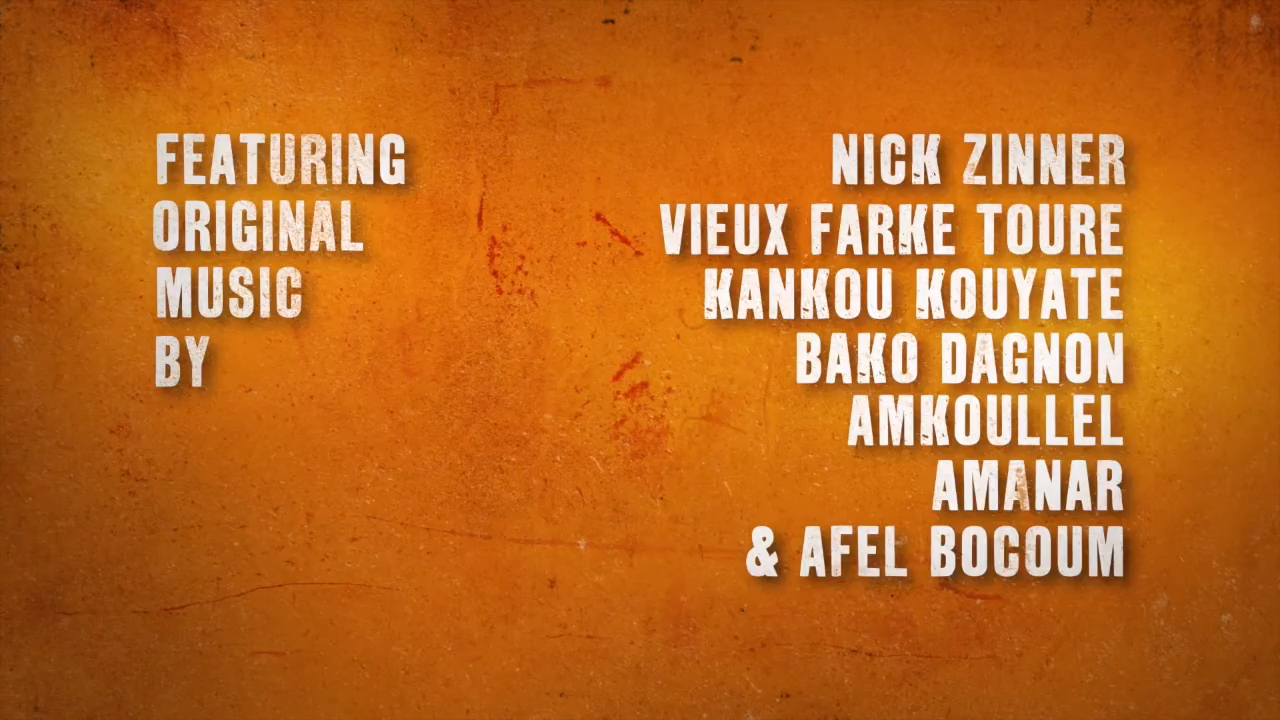 FEATURING
ORIGINAL
MUSIC
BY
NICK ZINNER
VIEUX FARKE TOURE
KANKOU KOUYATE
BAKO DAGNON
AMKOULLEL
AMANAR
& AFEL BOCOUM